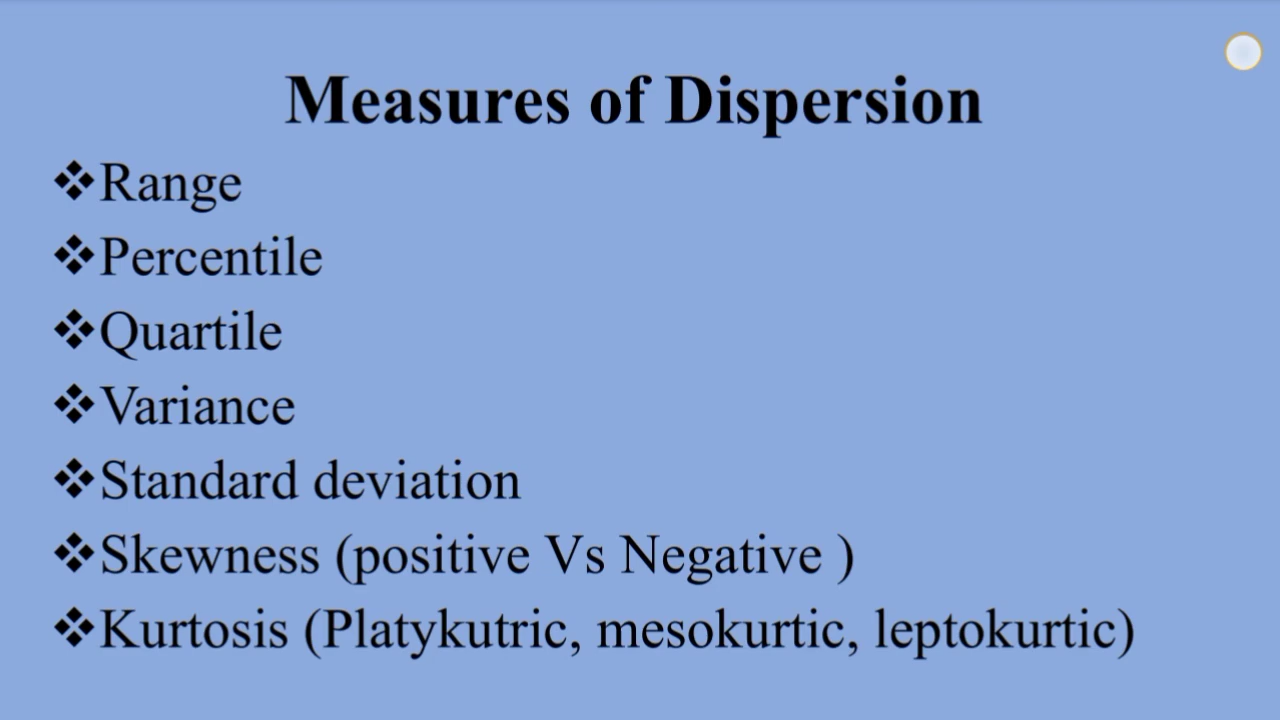 Measures of Dispersion
❖Range
❖Percentile
❖Quartile
❖Variance
❖Standard deviation
❖Skewness (positive Vs Negative )
❖Kurtosis (Platykutric, mesokurtic, leptokurtic)